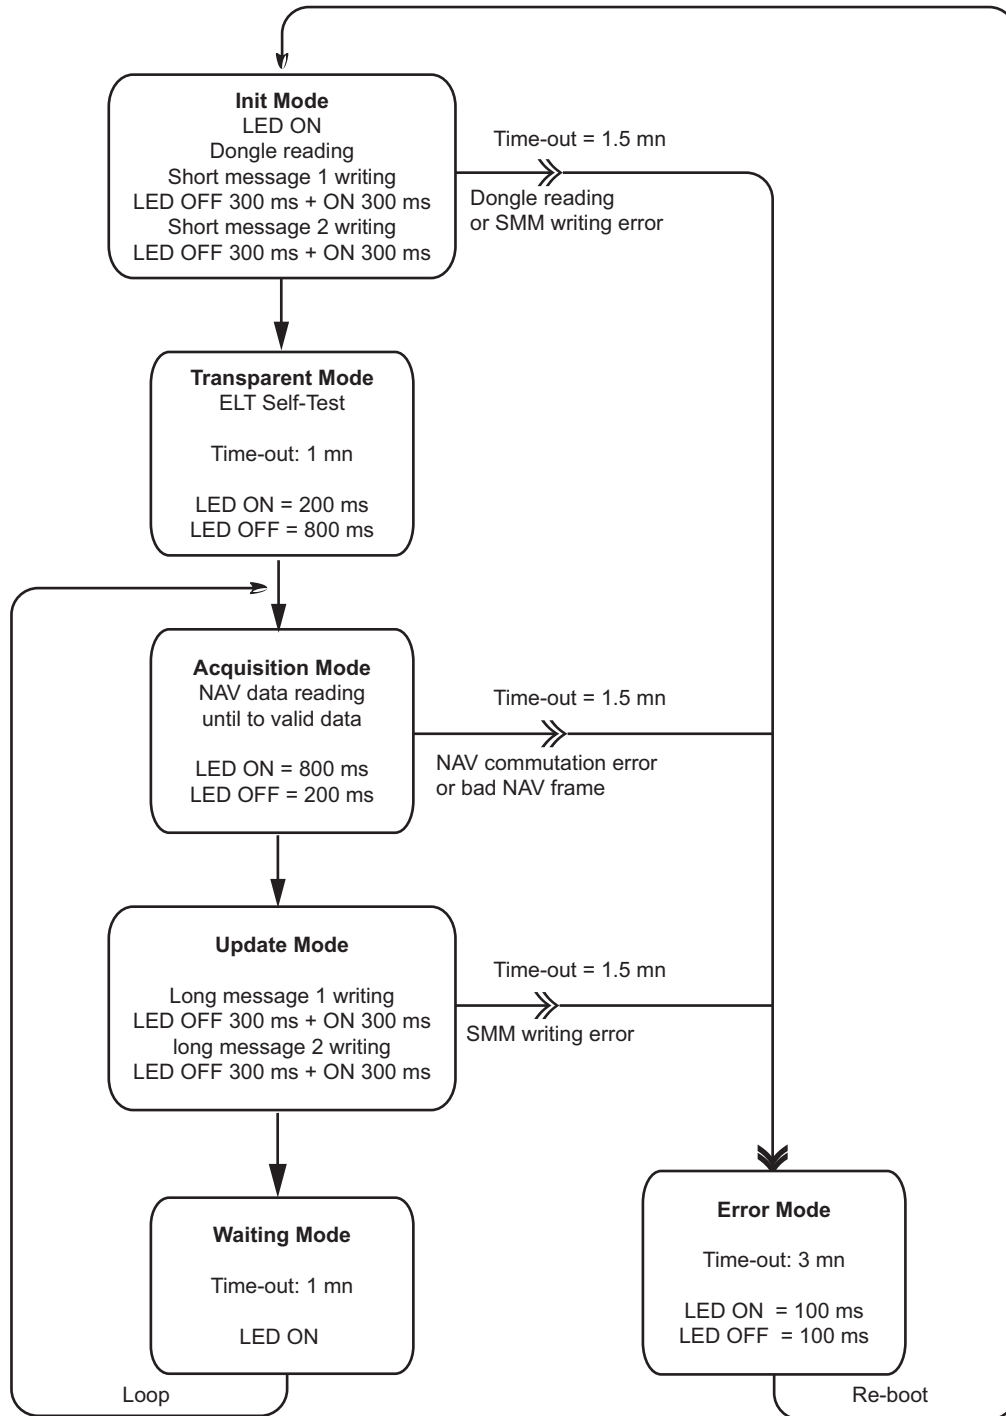 Init Mode
LED ON
Dongle reading
Short message 1 writing
LED OFF 300 ms + ON 300 ms
Short message 2 writing
LED OFF 300 ms + ON 300 ms
Time-out = 1.5 mn
Dongle reading
or SMM writing error
Transparent Mode
ELT Self-Test
Time-out: 1 mn
LED ON = 200 ms
LED OFF = 800 ms
Acquisition Mode
NAV data reading
until to valid data
LED ON = 800 ms
LED OFF = 200 ms
Time-out = 1.5 mn
NAV commutation error
or bad NAV frame
Update Mode
Long message 1 writing
LED OFF 300 ms + ON 300 ms
long message 2 writing
LED OFF 300 ms + ON 300 ms
Time-out = 1.5 mn
SMM writing error
Waiting Mode
Time-out: 1 mn
LED ON
Loop
Error Mode
Time-out: 3 mn
LED ON = 100 ms
LED OFF = 100 ms
Re-boot